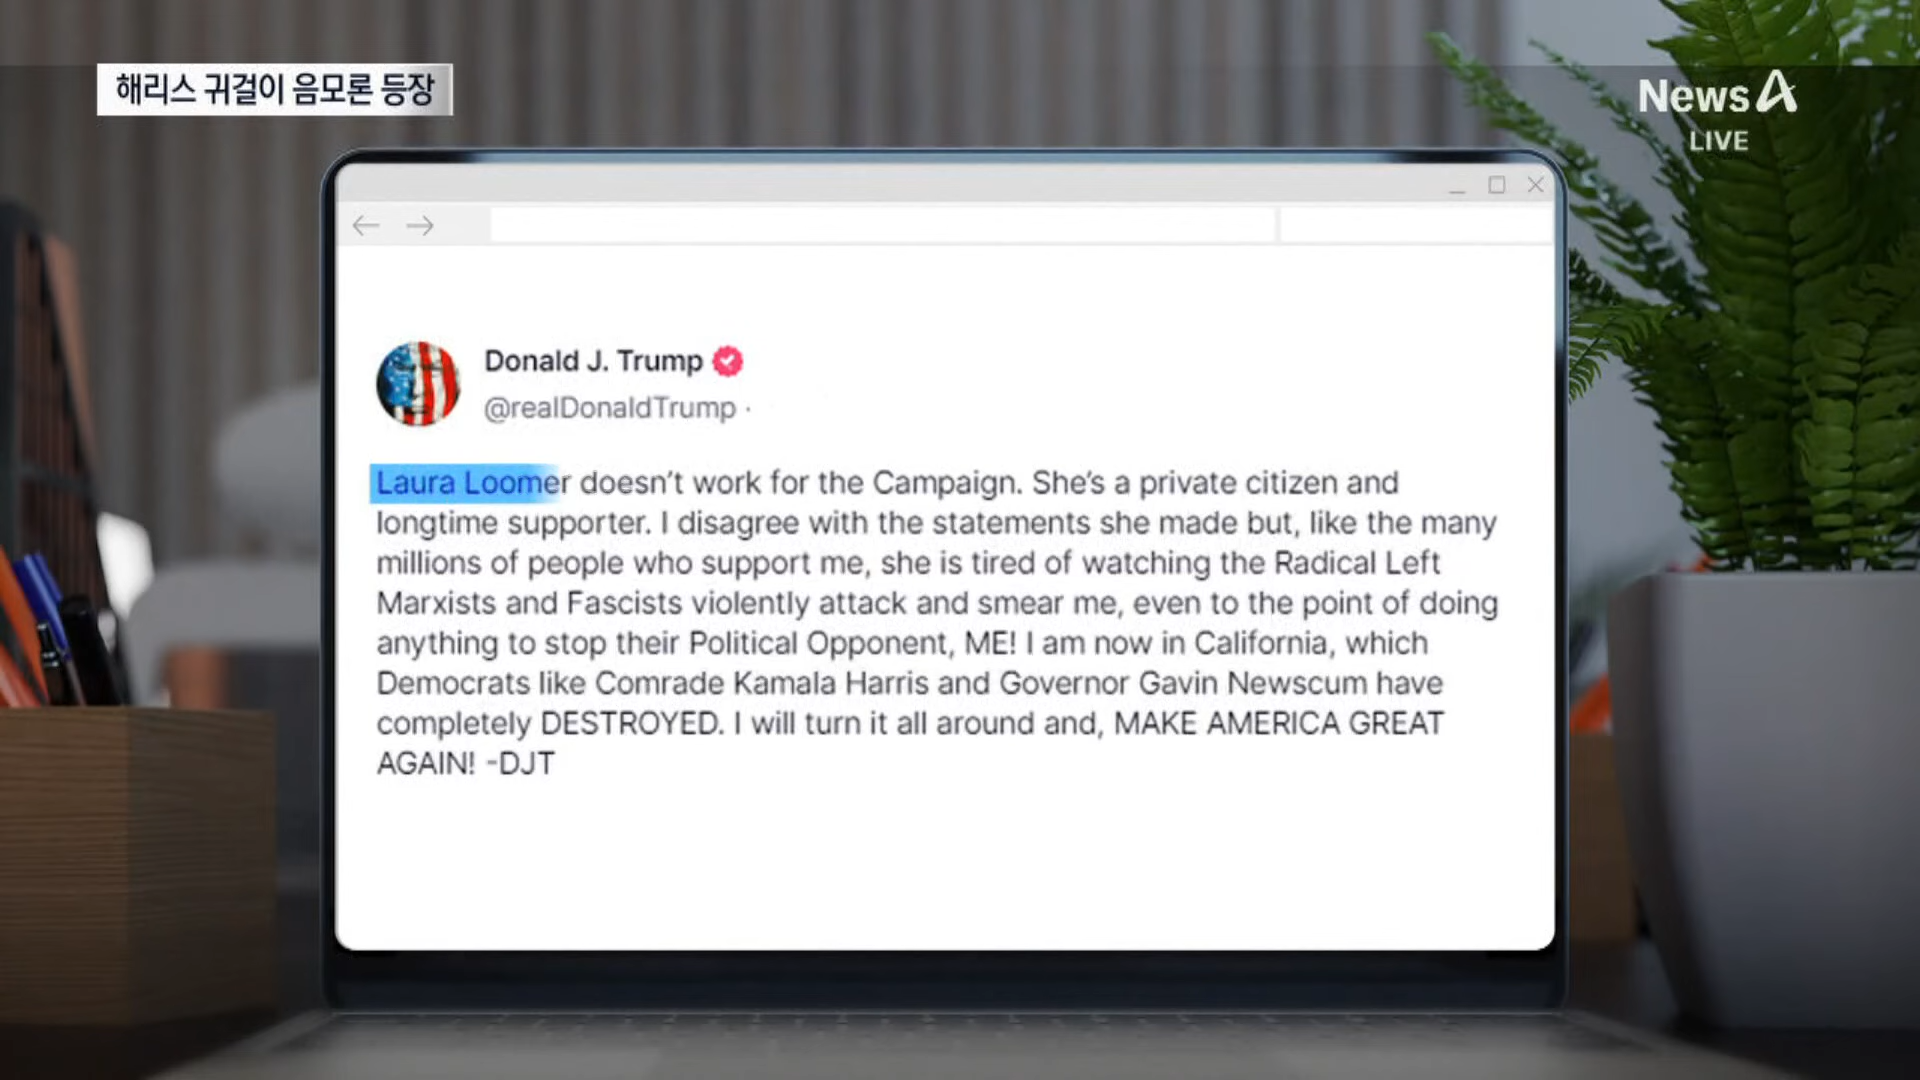 해리스 귀걸이 음모론 등장
News A
LIVE
Donald J. Trump
@realDonaldTrump ·
Laura Loomer doesn’t work for the Campaign. She’s a private citizen and
longtime supporter. I disagree with the statements she made but, like the many
millions of people who support me, she is tired of watching the Radical Left
Marxists and Fascists violently attack and smear me, even to the point of doing
anything to stop their Political Opponent, ME! I am now in California, which
Democrats like Comrade Kamala Harris and Governor Gavin Newscum have
completely DESTROYED. I will turn it all around and, MAKE AMERICA GREAT
AGAIN! -DJT